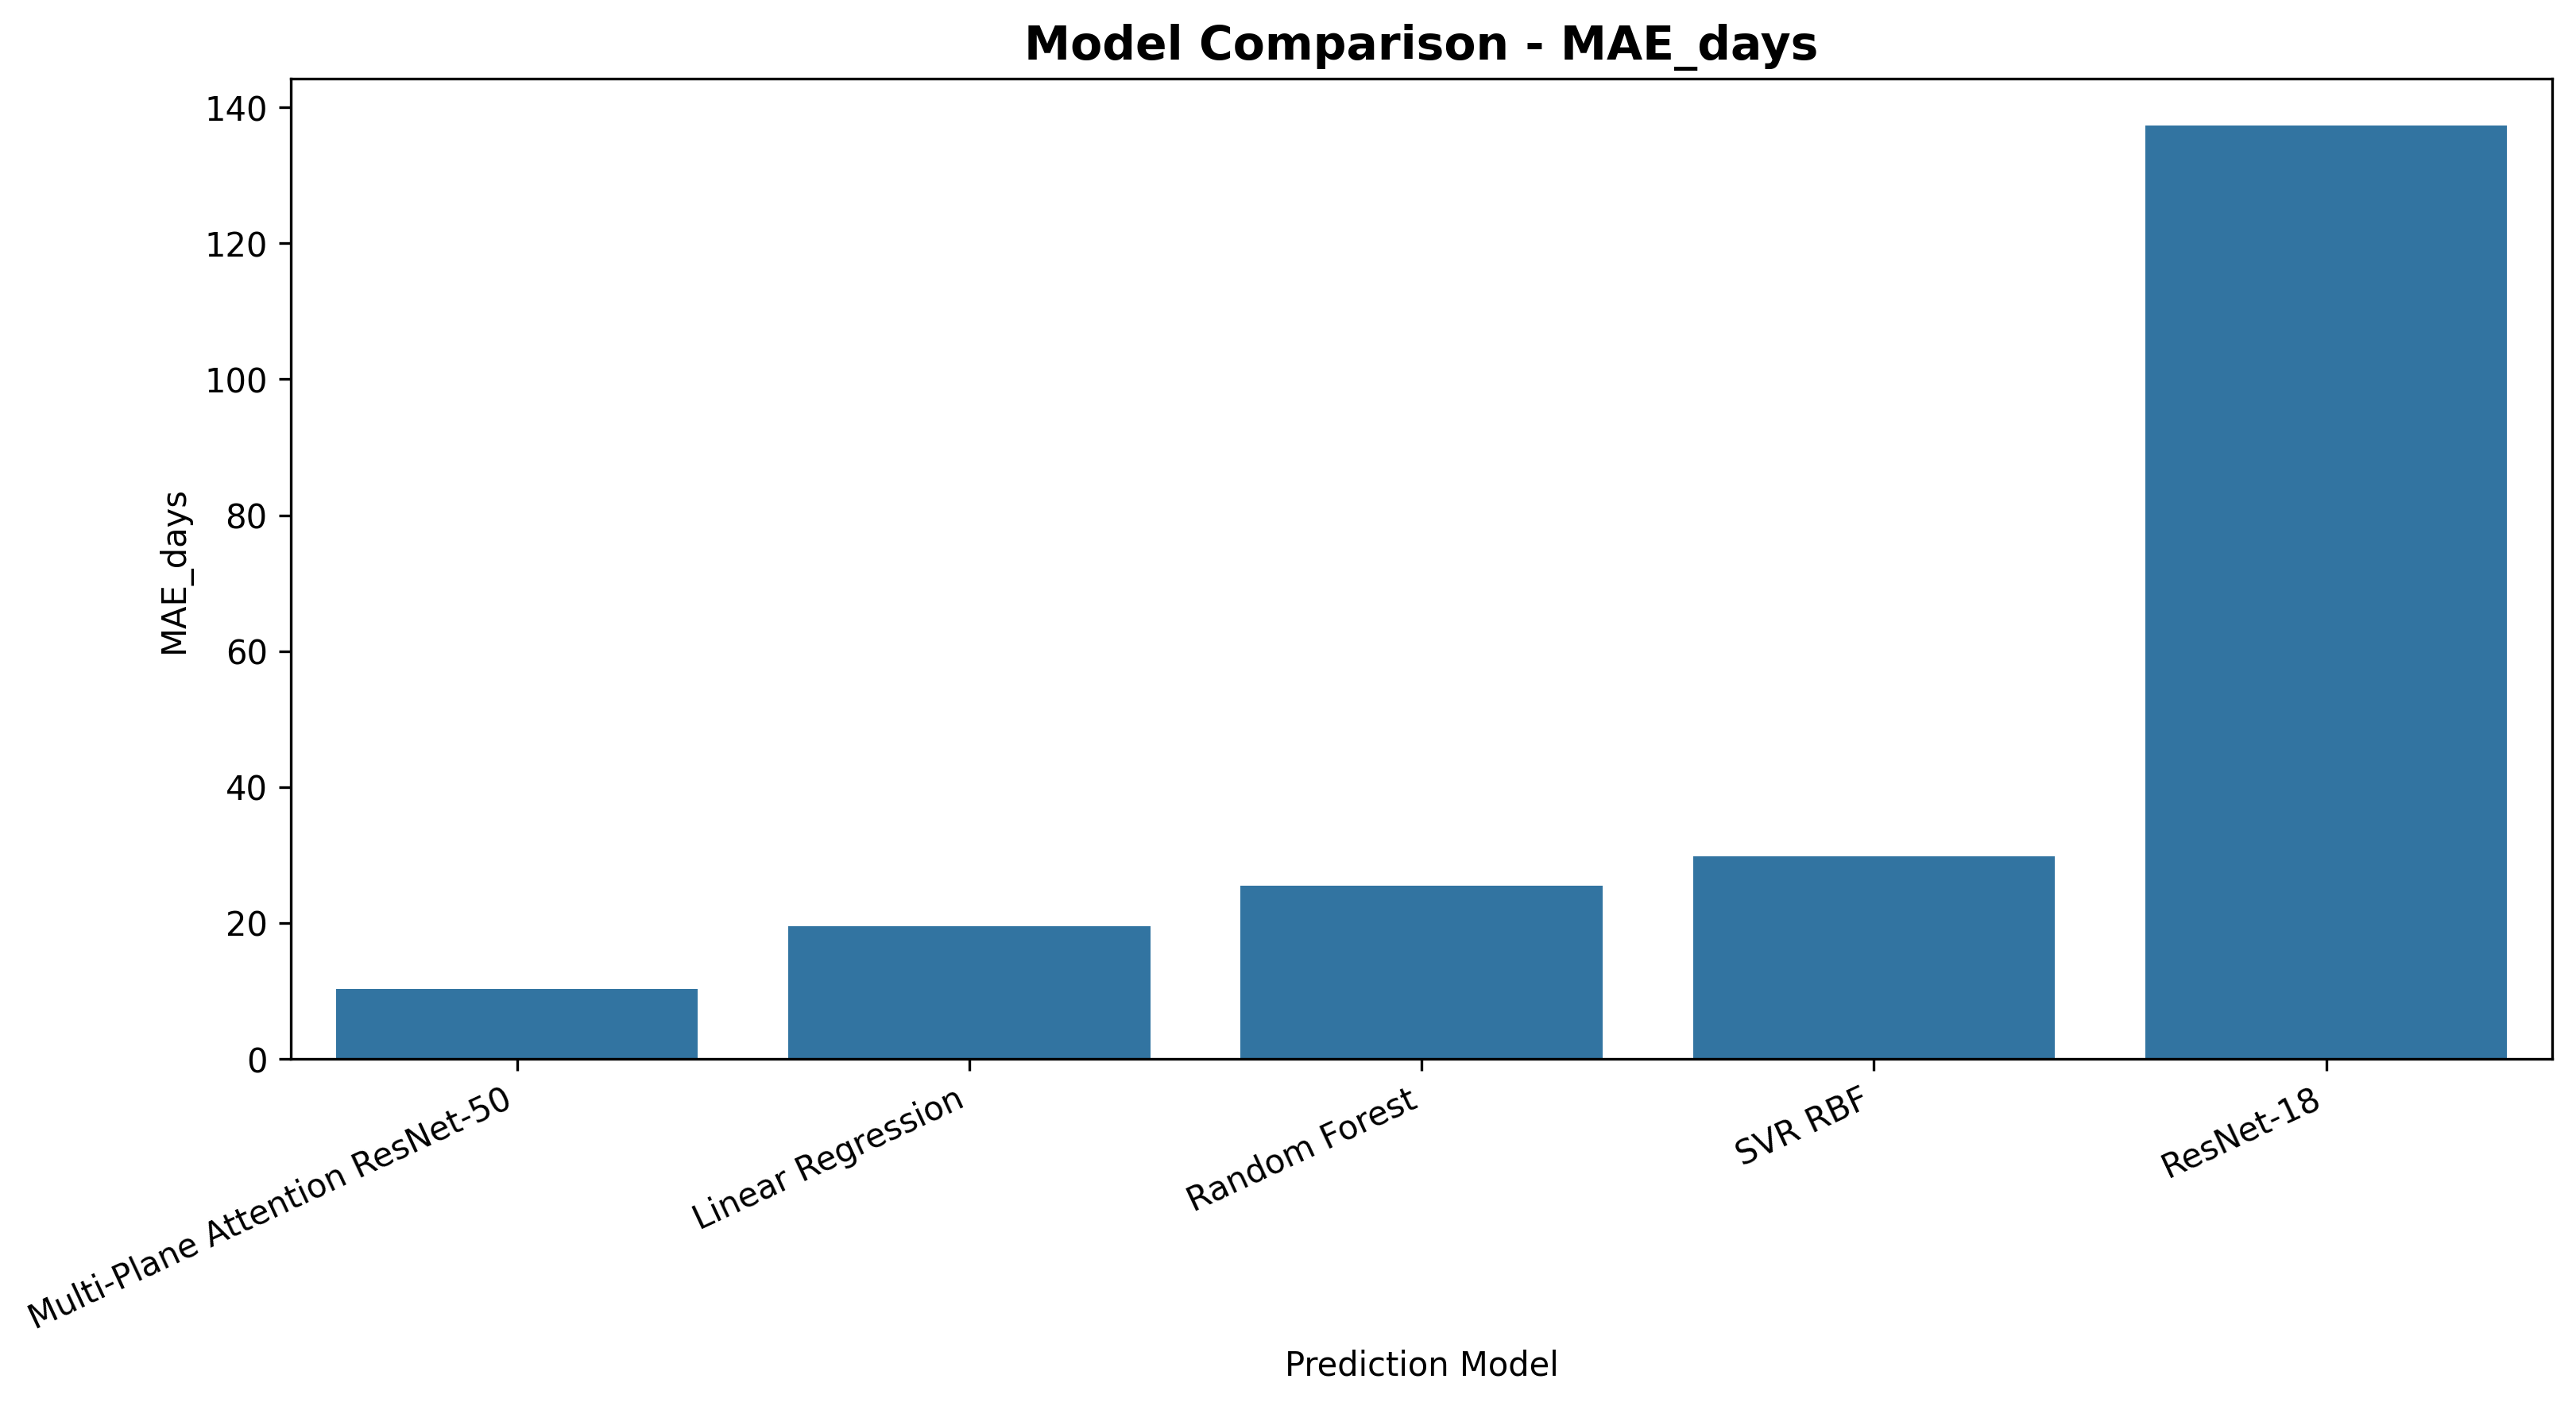 Model Comparison - MAE_days
140
120
100
80
60
40
20
0
MAE_days
Multi-Plane Attention ResNet-50
Linear Regression
Random Forest
SVR RBF
ResNet-18
Prediction Model